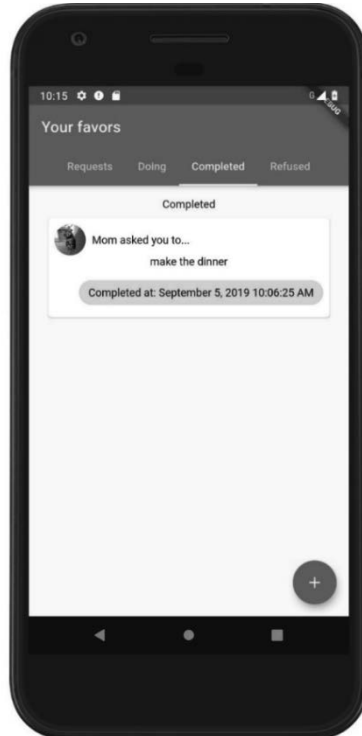 10:15
G
Your favors
Requests Doing Completed Refused
Completed
Mom asked you to...
make the dinner
Completed at: September 5, 2019 10:06:25 AM
+